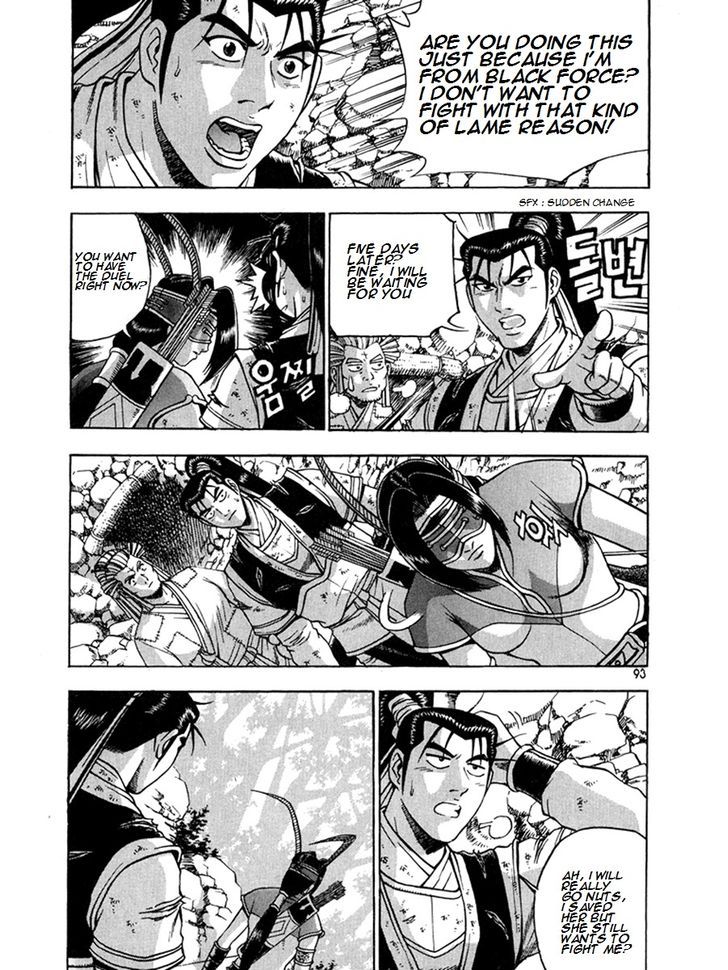 ARE YOU DOING THIS
JUST BECAUSE I'M
FROM BLACK FORCE?
I DON'T WANT TO
FIGHT WITH THAT KIND
OF LAME REASON!
SFX : SUDDEN CHANGE
YOU WANT
TO HAVE
THE DUEL
RIGHT NOW?
움찔
FIVE DAYS
LATER?
FINE, I WILL
BE WAITING
FOR YOU
돌변
화
93
AH, I WILL
REALLY
GO NUTS,
I SAVED
HER BUT
SHE STILL
WANTS TO
FIGHT ME?